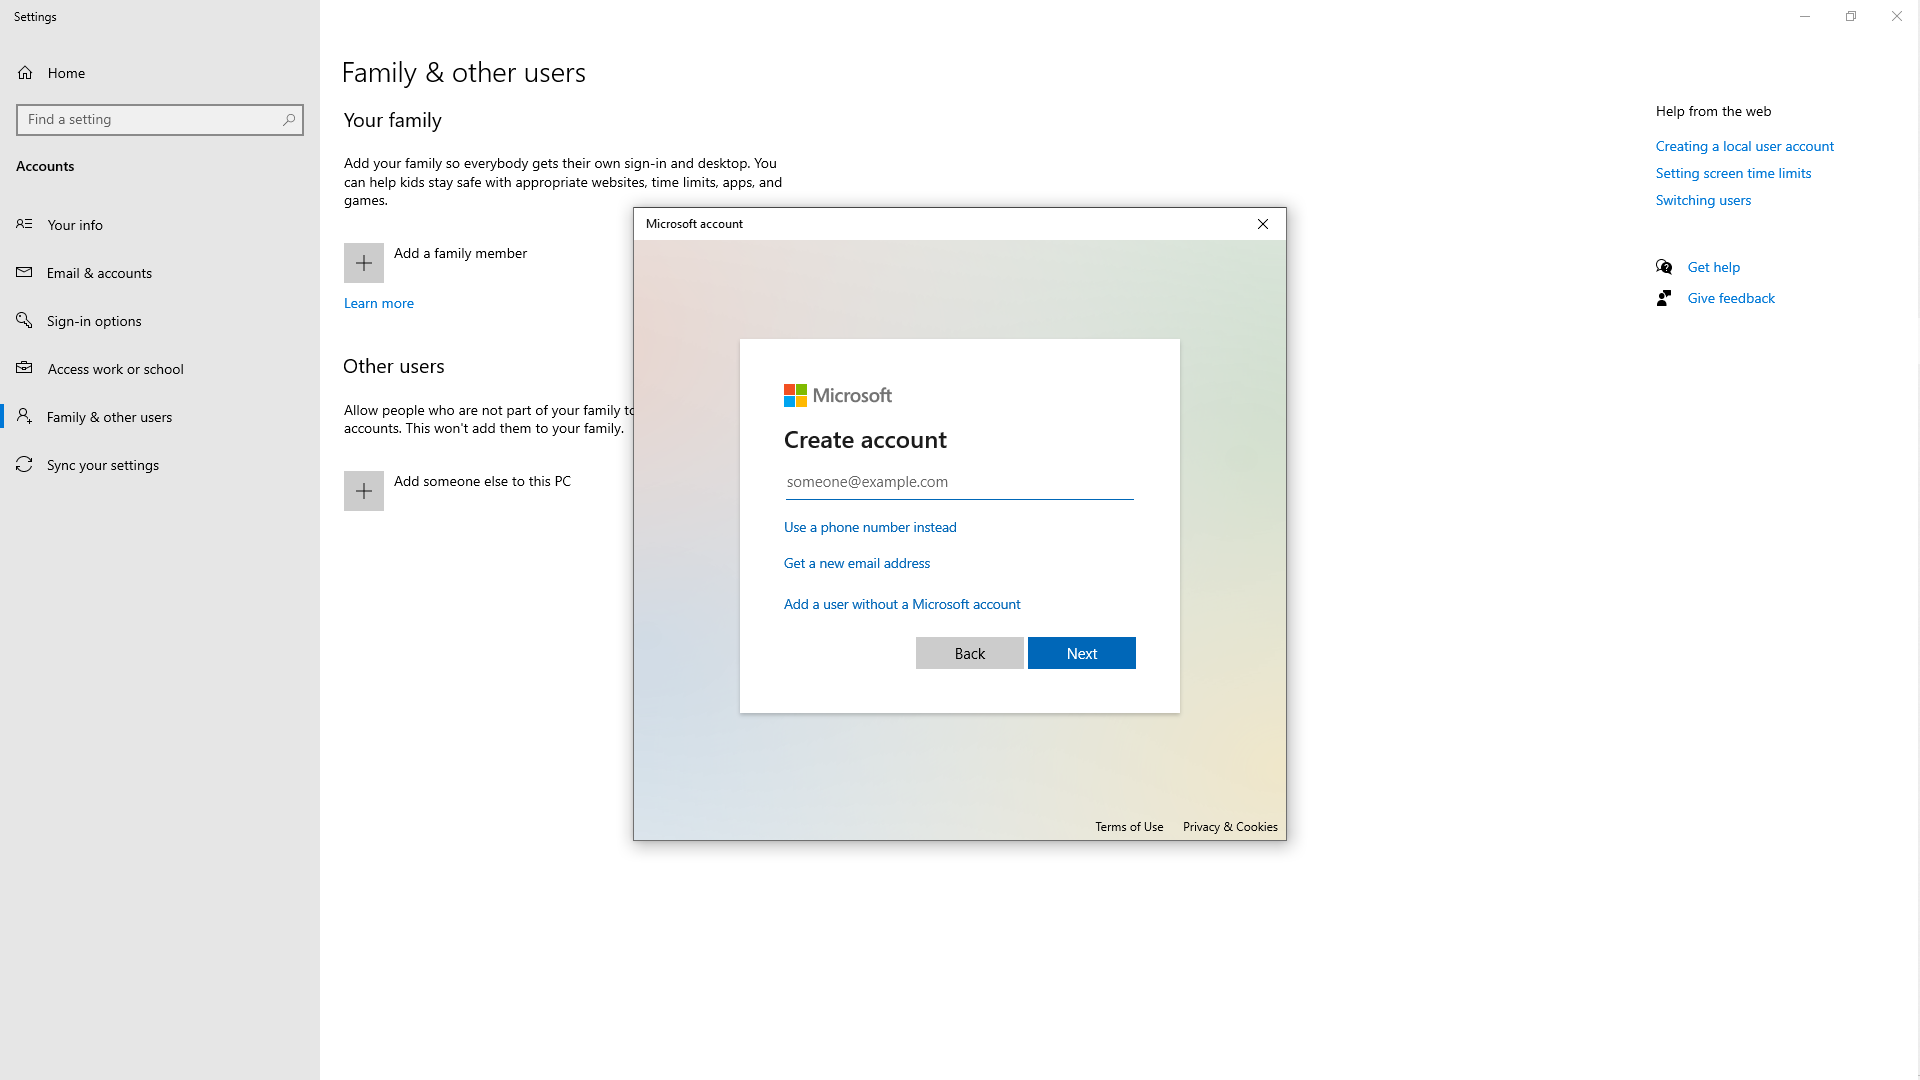 Settings
Home
Find a setting
Accounts
Your info
Email & accounts
Sign-in options
Access work or school
Family & other users
Sync your settings
Family & other users
Your family
Add your family so everybody gets their own sign-in and desktop. You
can help kids stay safe with appropriate websites, time limits, apps, and
games.
Add a family member
Learn more
Other users
Allow people who are not part of your family to
accounts. This won't add them to your family.
Add someone else to this PC
Microsoft account
Microsoft
Create account
someone@example.com
Use a phone number instead
Get a new email address
Add a user without a Microsoft account
Back
Next
Terms of Use
Privacy & Cookies
Help from the web
Creating a local user account
Setting screen time limits
Switching users
Get help
Give feedback